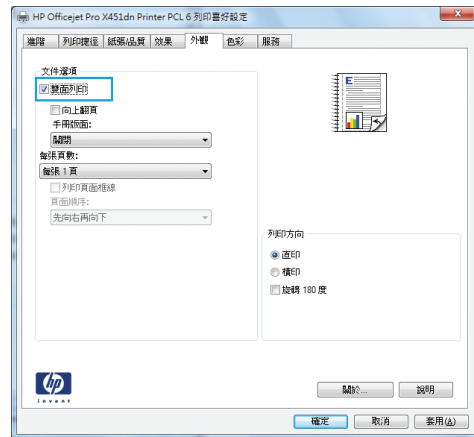 HP Officejet Pro X451dn Printer PCL 6 列印喜好設定
進階 列印捷徑 紙張/品質 效果 外觀 色彩 服務
文件選項
雙面列印
向上翻頁
手冊版面:
關閉
每張頁數:
每張 1 頁
列印頁面框線
頁面順序:
先向右再向下
E
列印方向
直印
橫印
旋轉 180 度
hp
invent
關於...
說明
確定
取消
套用(A)